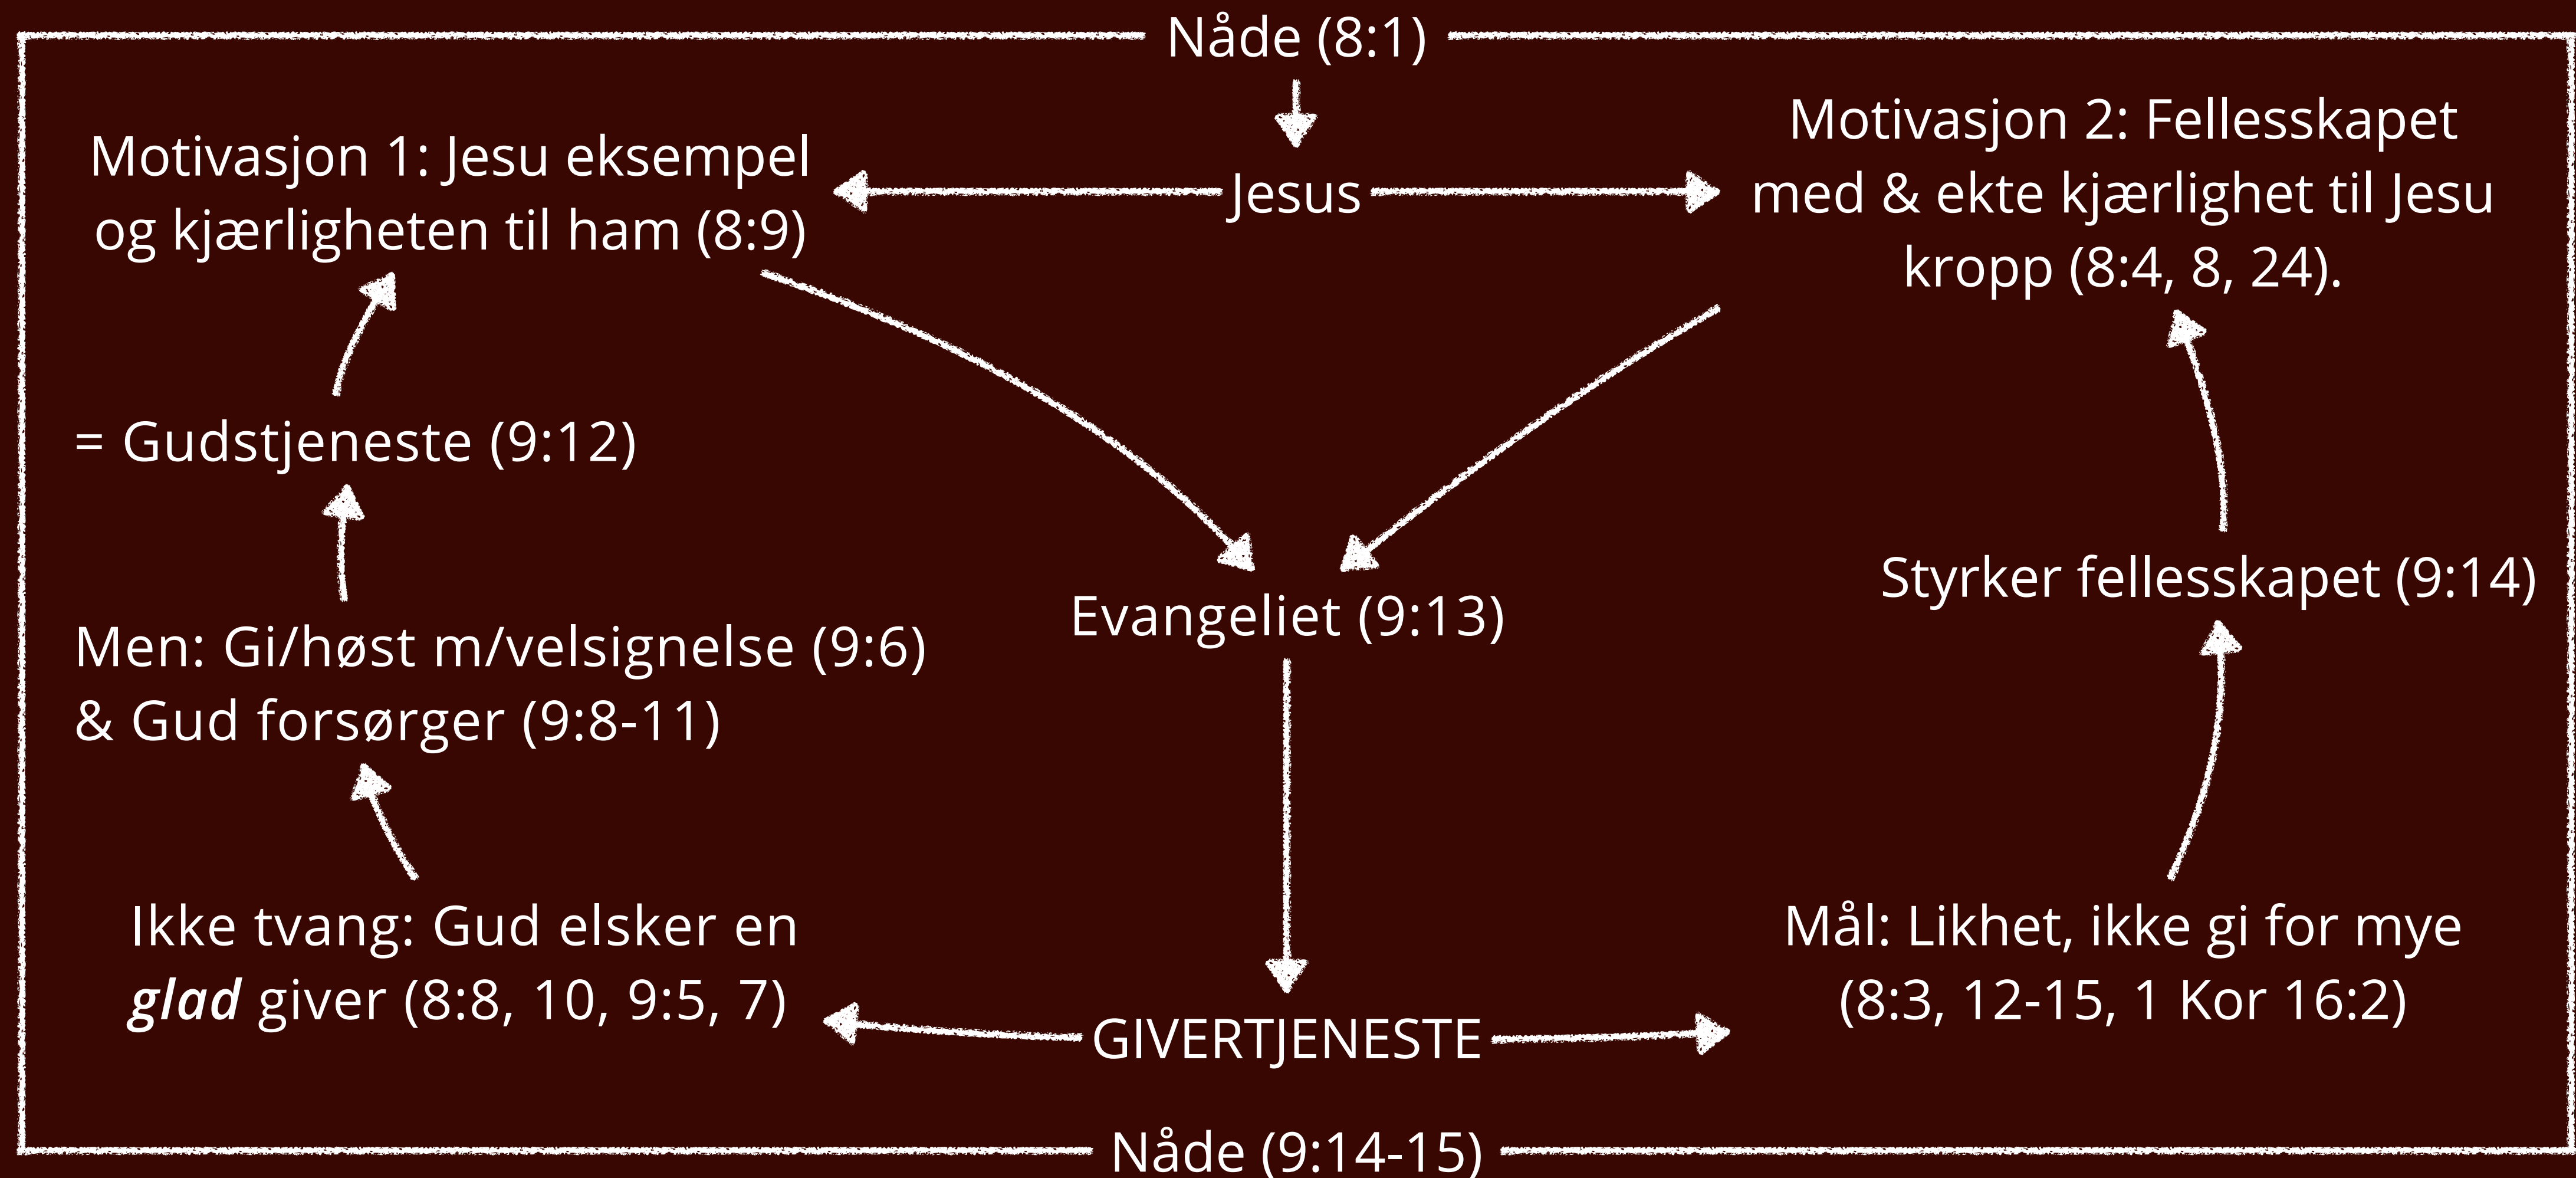 Nåde (8:1)
Motivasjon 1: Jesu eksempel
og kjærligheten til ham (8:9)
Jesus
Motivasjon 2: Fellesskapet
med & ekte kjærlighet til Jesu
kropp (8:4, 8, 24).
= Gudstjeneste (9:12)
Men: Gi/høst m/velsignelse (9:6)
& Gud forsørger (9:8-11)
Evangeliet (9:13)
Styrker fellesskapet (9:14)
Ikke tvang: Gud elsker en
glad giver (8:8, 10, 9:5, 7)
GIVERTJENESTE
Mål: Likhet, ikke gi for mye
(8:3, 12-15, 1 Kor 16:2)
Nåde (9:14-15)